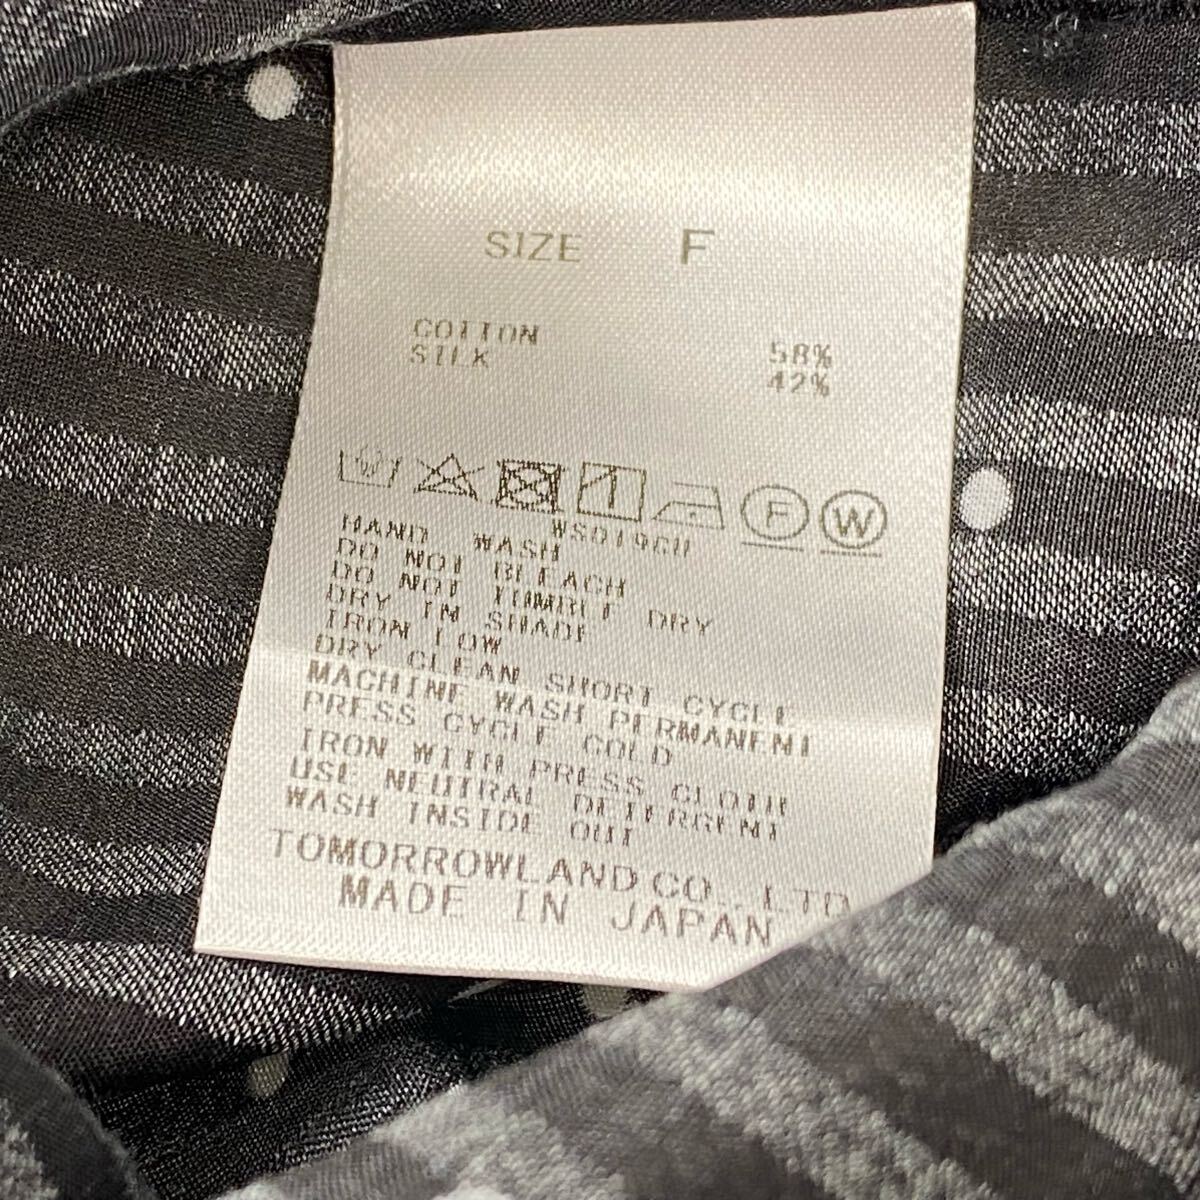 SIZE F
COTTON 58%
SILK 42%
F W
WS019CU
HAND WASH
DO NOT BLEACH
DO NOT TUMBLE DRY
DRY IN SHADE
IRON LOW
DRY CLEAN SHORT CYCLE
MACHINE WASH PERMANENT
PRESS CYCLE COLD
IRON WITH PRESS CLOTH
USE NEUTRAL DETERGENT
WASH INSIDE OUT
TOMORROWLAND CO., LTD
MADE IN JAPAN